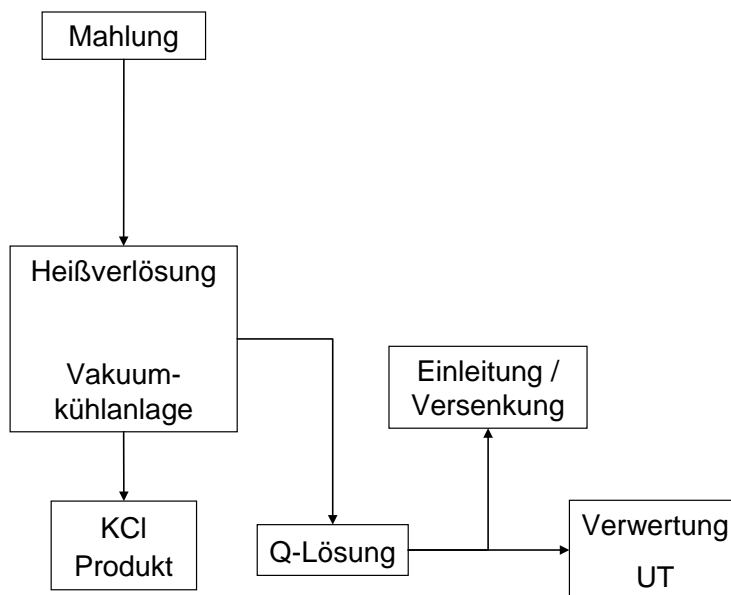 Mahlung
Heißverlösung
Vakuum-
kühlanlage
Einleitung /
Versenkung
KCl
Produkt
Q-Lösung
Verwertung
UT